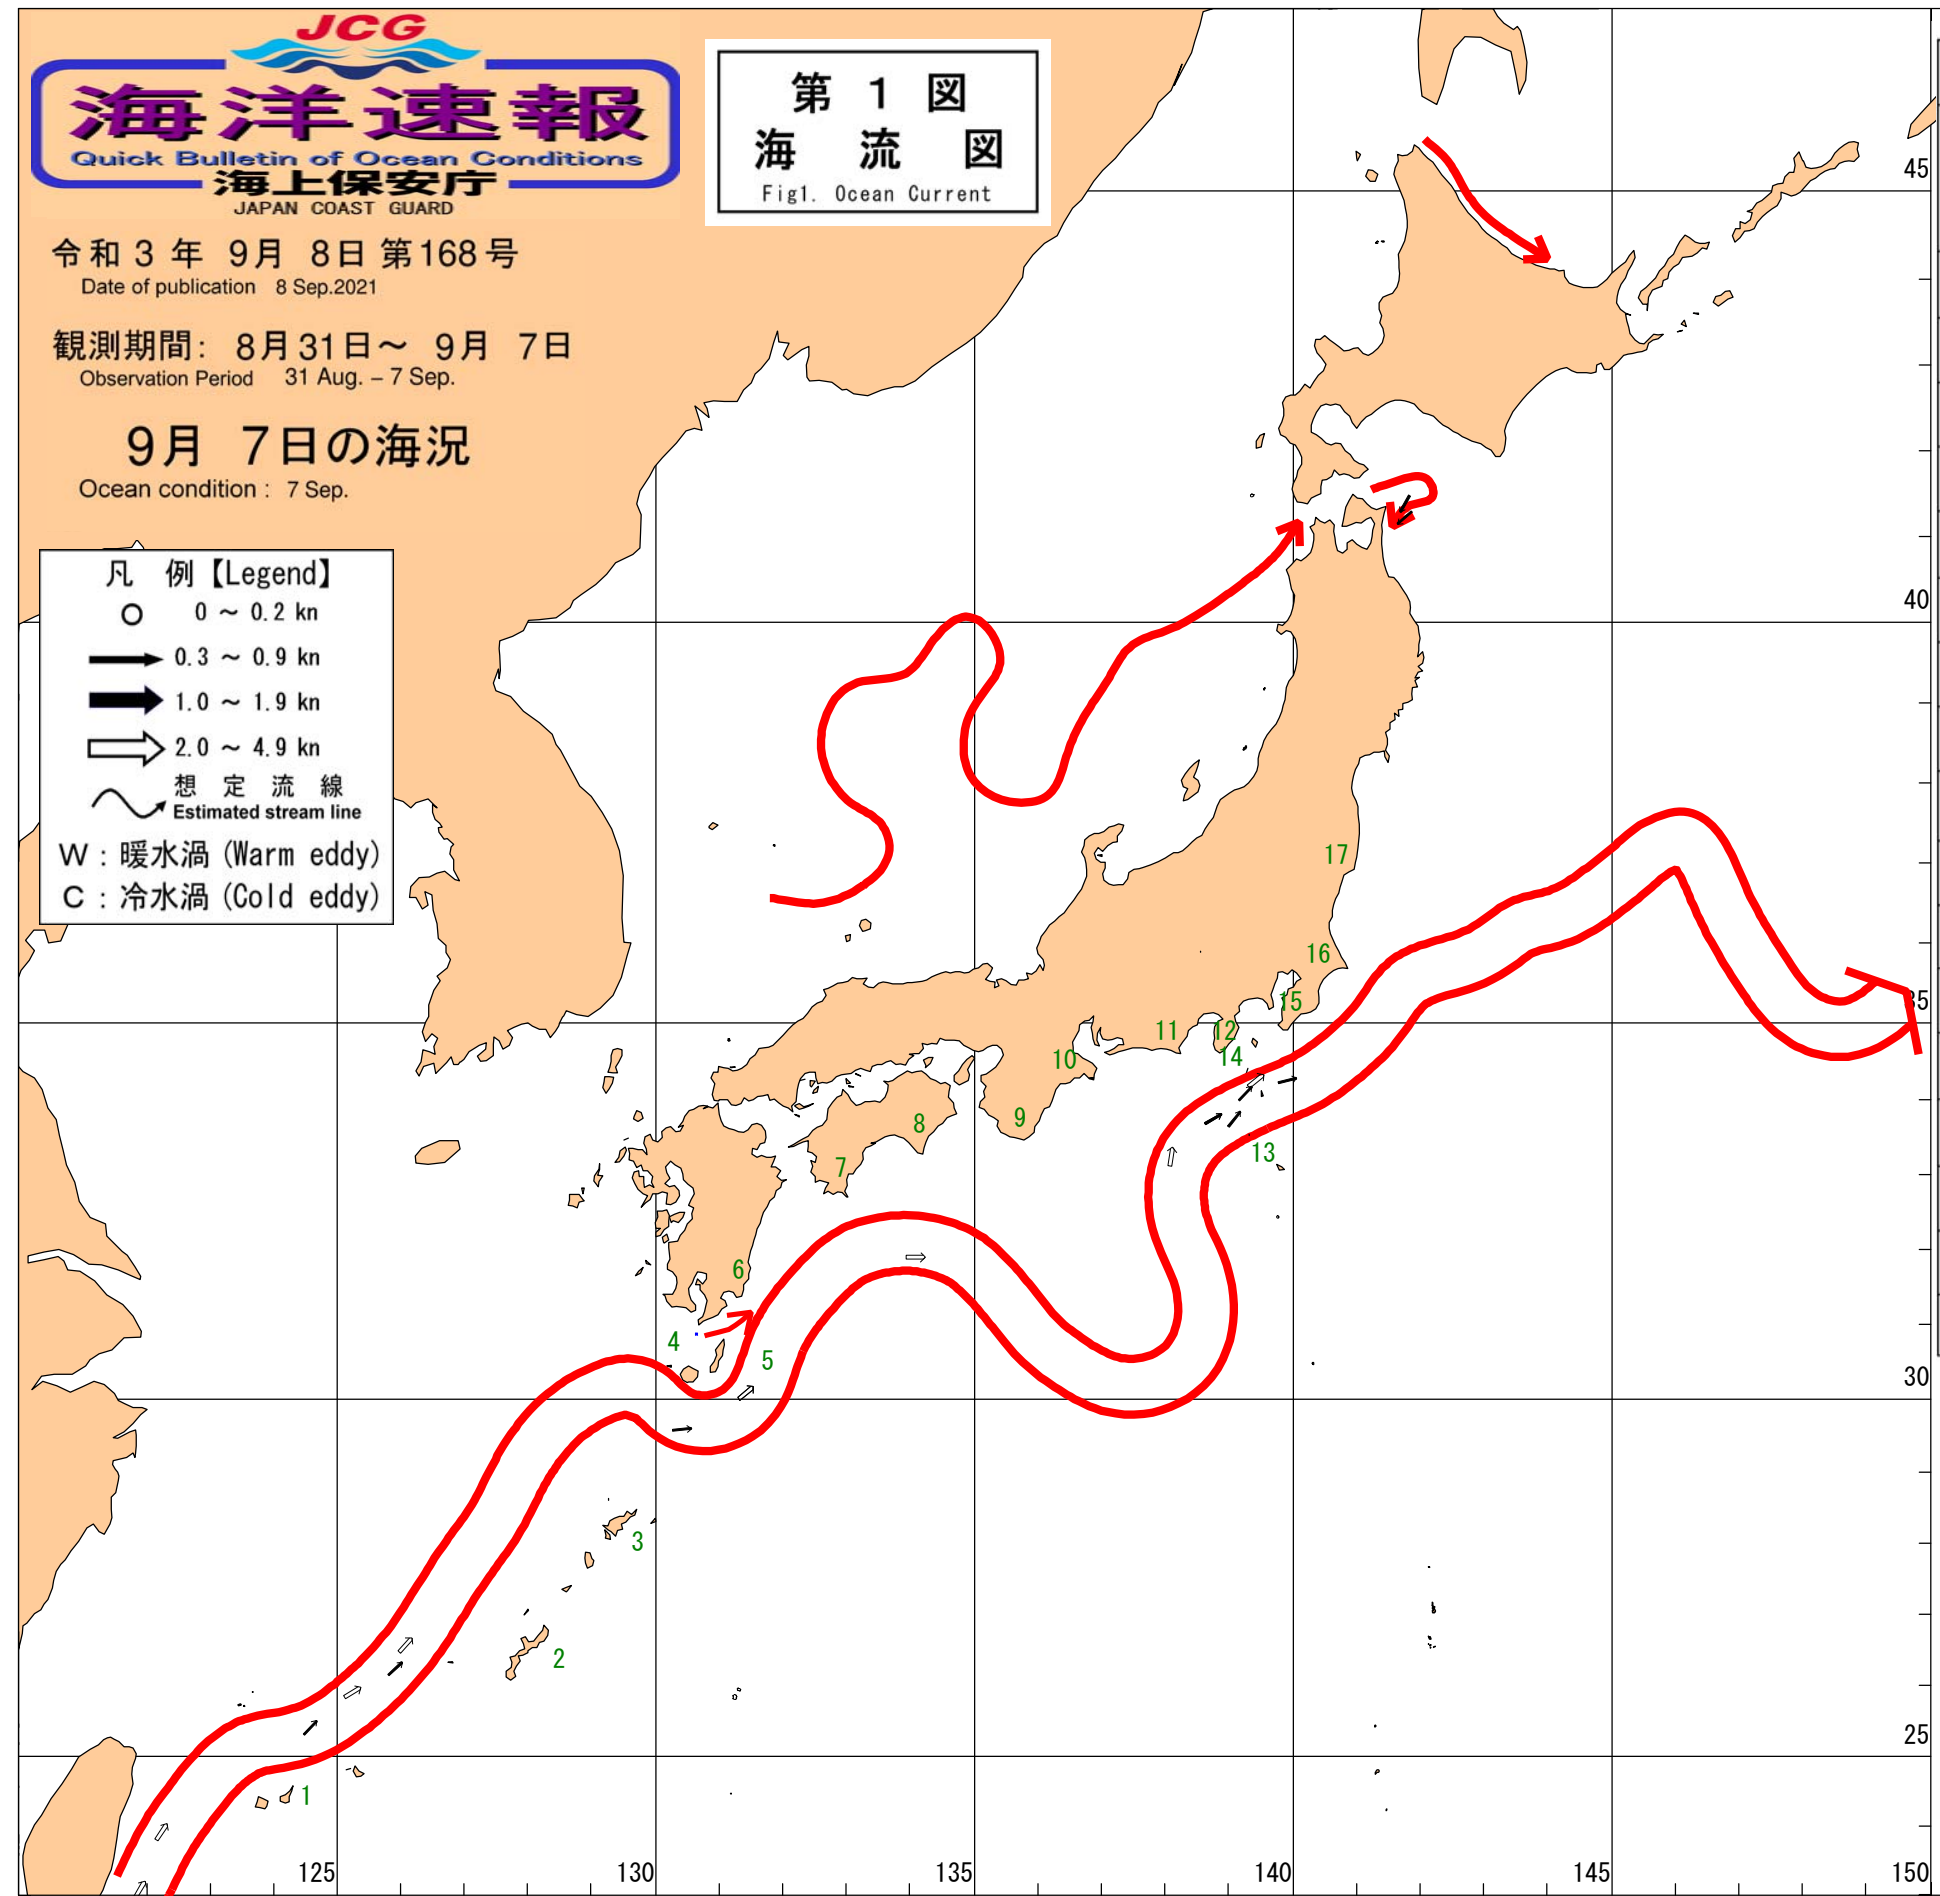 JCG
海洋速報
Quick Bulletin of Ocean Conditions
海上保安庁
JAPAN COAST GUARD
第 1 図
海 流 図
Fig1. Ocean Current
令和 3 年 9月 8日 第168号
Date of publication 8 Sep.2021
観測期間: 8月31日～ 9月 7日
Observation Period 31 Aug. – 7 Sep.
9月 7日の海況
Ocean condition : 7 Sep.
凡 例【Legend】
0 ～ 0.2 kn
0.3 ～ 0.9 kn
1.0 ～ 1.9 kn
2.0 ～ 4.9 kn
想 定 流 線
Estimated stream line
W : 暖水渦 (Warm eddy)
C : 冷水渦 (Cold eddy)
45
40
35
30
25
17
16
15
11
12
14
10
9
8
7
13
6
4
5
3
2
1
125
130
135
140
145
150